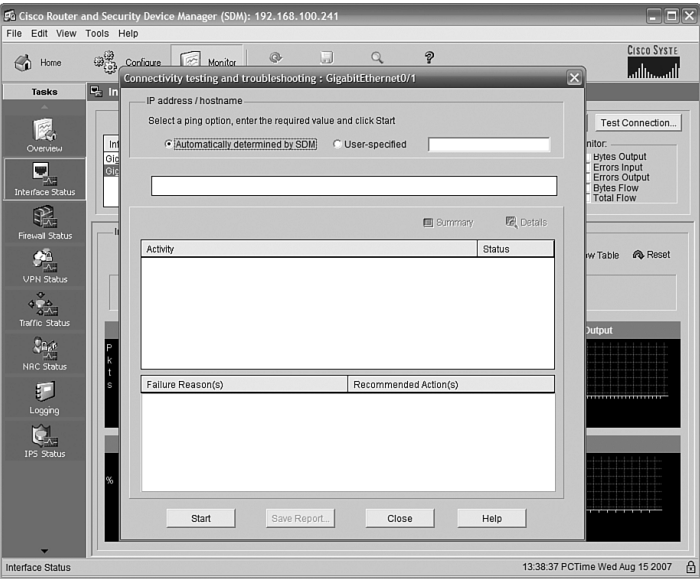 Cisco Router and Security Device Manager (SDM): 192.168.100.241
File Edit View Tools Help
Home Configure Monitor
CISCO SYSTE
Tasks
In
Overview
Interface Status
Firewall Status
VPN Status
Traffic Status
NAC Status
Logging
IPS Status
Test Connection...
Bytes Output
Errors Input
Errors Output
Bytes Flow
Total Flow
Table Reset
Output
P
k
t
s
%
Connectivity testing and troubleshooting : GigabitEthernet0/1
IP address / hostname
Select a ping option, enter the required value and click Start
Automatically determined by SDM User-specified
Summary Details
Activity Status
Failure Reason(s) Recommended Action(s)
Start Save Report... Close Help
Interface Status 13:38:37 PCTime Wed Aug 15 2007